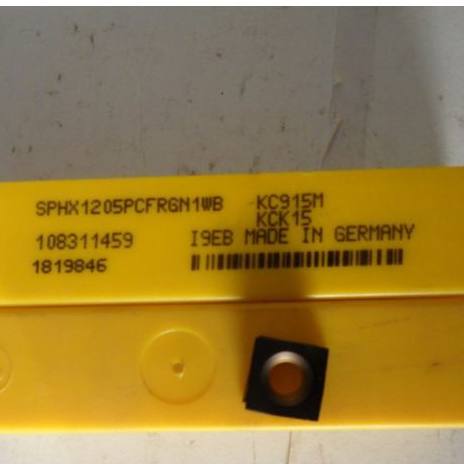 SPHX1205PCFRGN1WB KC915M
KCK15
108311459 I9EB MADE IN GERMANY
1819846